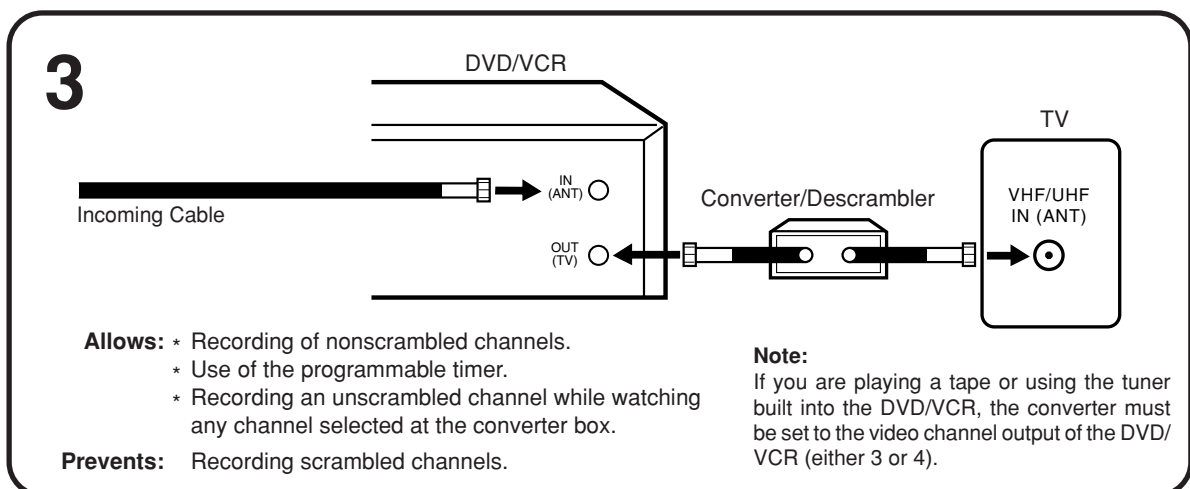 3
DVD/VCR
IN
(ANT)
Incoming Cable
OUT
(TV)
Converter/Descrambler
TV
VHF/UHF
IN (ANT)
Allows: * Recording of nonscrambled channels.
* Use of the programmable timer.
* Recording an unscrambled channel while watching
any channel selected at the converter box.
Prevents: Recording scrambled channels.
Note:
If you are playing a tape or using the tuner
built into the DVD/VCR, the converter must
be set to the video channel output of the DVD/
VCR (either 3 or 4).